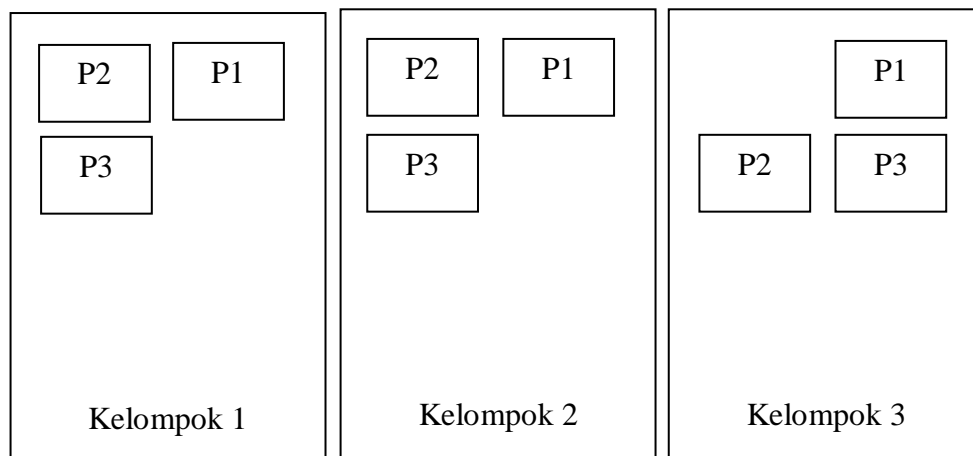 P2 P1
P3
Kelompok 1
P2 P1
P3
Kelompok 2
P1
P2 P3
Kelompok 3